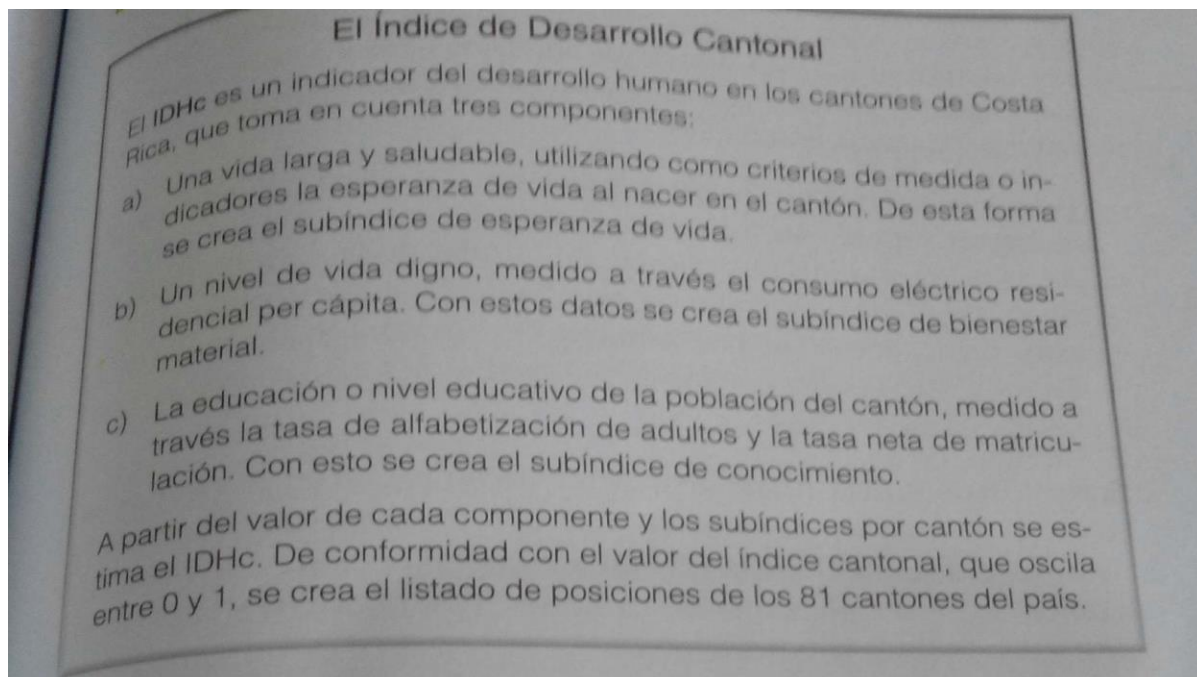 El Índice de Desarrollo Cantonal
El IDHc es un indicador del desarrollo humano en los cantones de Costa
Rica, que toma en cuenta tres componentes:
a) Una vida larga y saludable, utilizando como criterios de medida o in-
dicadores la esperanza de vida al nacer en el cantón. De esta forma
se crea el subíndice de esperanza de vida.
b) Un nivel de vida digno, medido a través el consumo eléctrico resi-
dencial per cápita. Con estos datos se crea el subíndice de bienestar
material.
c) La educación o nivel educativo de la población del cantón, medido a
través la tasa de alfabetización de adultos y la tasa neta de matricu-
lación. Con esto se crea el subíndice de conocimiento.
A partir del valor de cada componente y los subíndices por cantón se es-
tima el IDHc. De conformidad con el valor del índice cantonal, que oscila
entre 0 y 1, se crea el listado de posiciones de los 81 cantones del país.